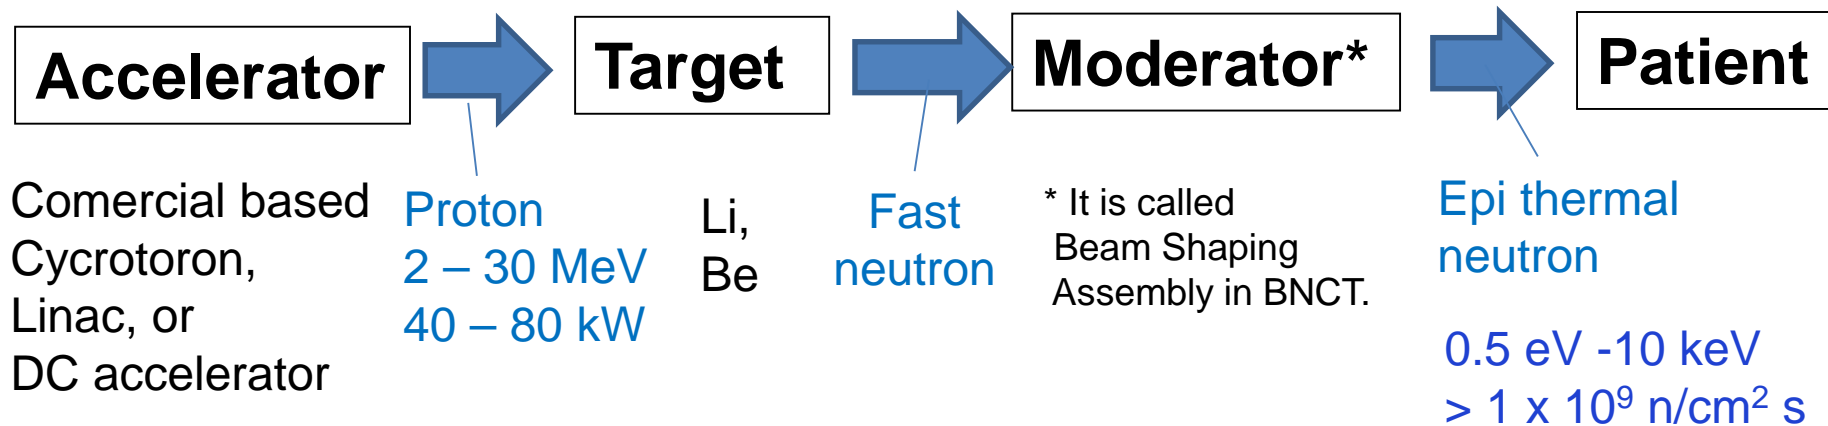 Accelerator
Target
Moderator*
Patient
Comercial based
Cycrotoron,
Linac, or
DC accelerator
Proton
2 – 30 MeV
40 – 80 kW
Li,
Be
Fast
neutron
* It is called
Beam Shaping
Assembly in BNCT.
Epi thermal
neutron
0.5 eV -10 keV
> 1 x 10⁹ n/cm² s